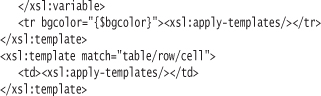 </xsl:variable>
<tr bgcolor="{$bgcolor}"><xsl:apply-templates/></tr>
</xsl:template>
<xsl:template match="table/row/cell">
<td><xsl:apply-templates/></td>
</xsl:template>